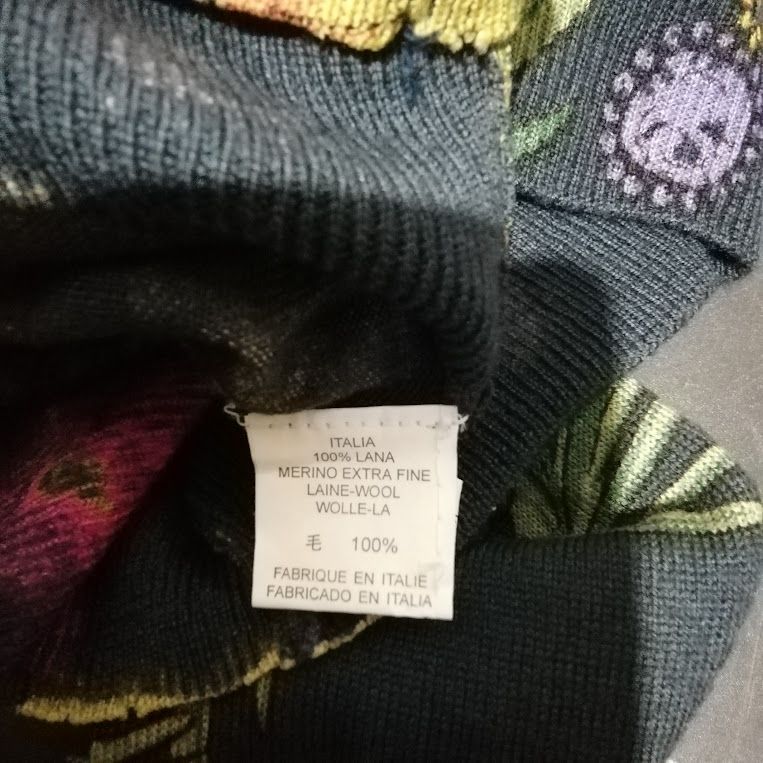 ITALIA
100% LANA
MERINO EXTRA FINE
LAINE-WOOL
WOLLE-LA
毛 100%
FABRIQUE EN ITALIE
FABRICADO EN ITALIA